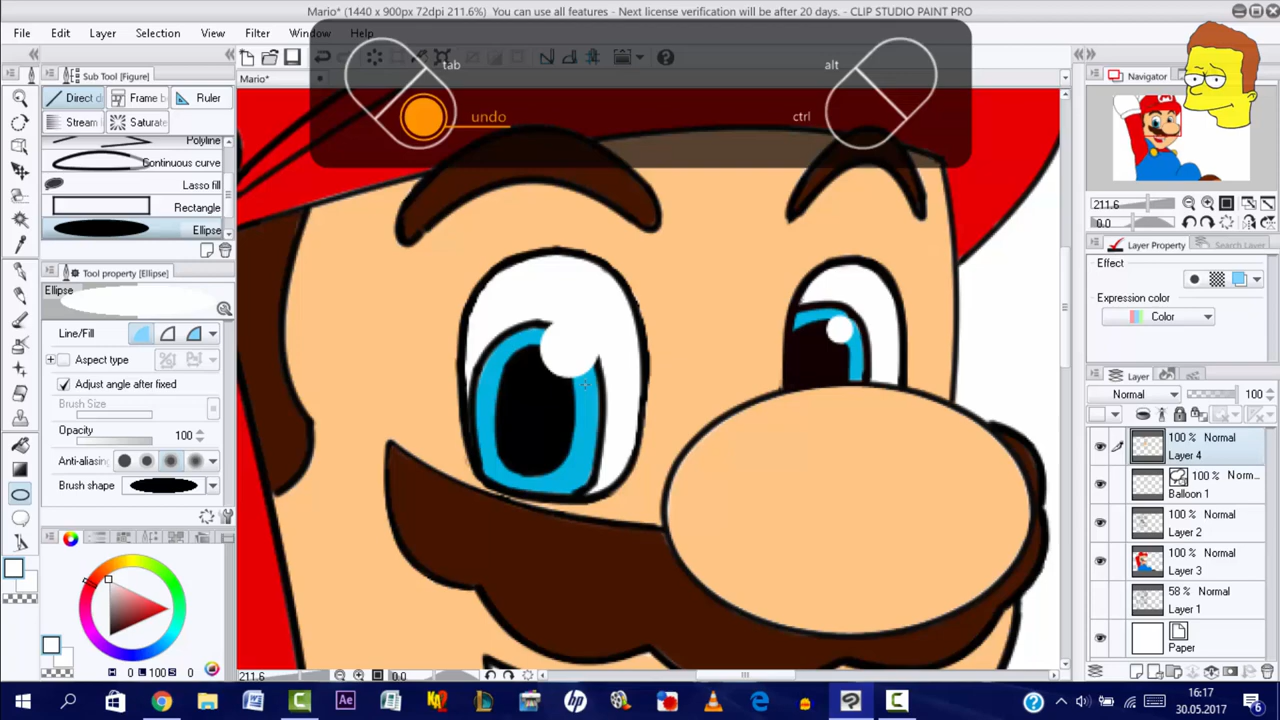 Mario* (1440 x 900px 72dpi 211.6%) You can use all features - Next license verification will be after 20 days. - CLIP STUDIO PAINT PRO
File Edit Layer Selection View Filter Window Help
tab
alt
undo
ctrl
Sub Tool [Figure]
Mario*
Navigator
Direct d Frame b Ruler
Stream Saturate
Polyline
Continuous curve
Lasso fill
Rectangle
Ellipse
211.6
0.0
Layer Property Search Layer
Effect
Expression color
Color
Tool property [Ellipse]
Ellipse
Line/Fill
Aspect type
Adjust angle after fixed
Brush Size
Opacity 100
Anti-aliasing
Brush shape
Layer
Normal 100
100 % Normal
Layer 4
100 % Norm...
Balloon 1
100 % Normal
Layer 2
100 % Normal
Layer 3
58 % Normal
Layer 1
Paper
0 S 100
211.6 0.0
16:17
30.05.2017
6